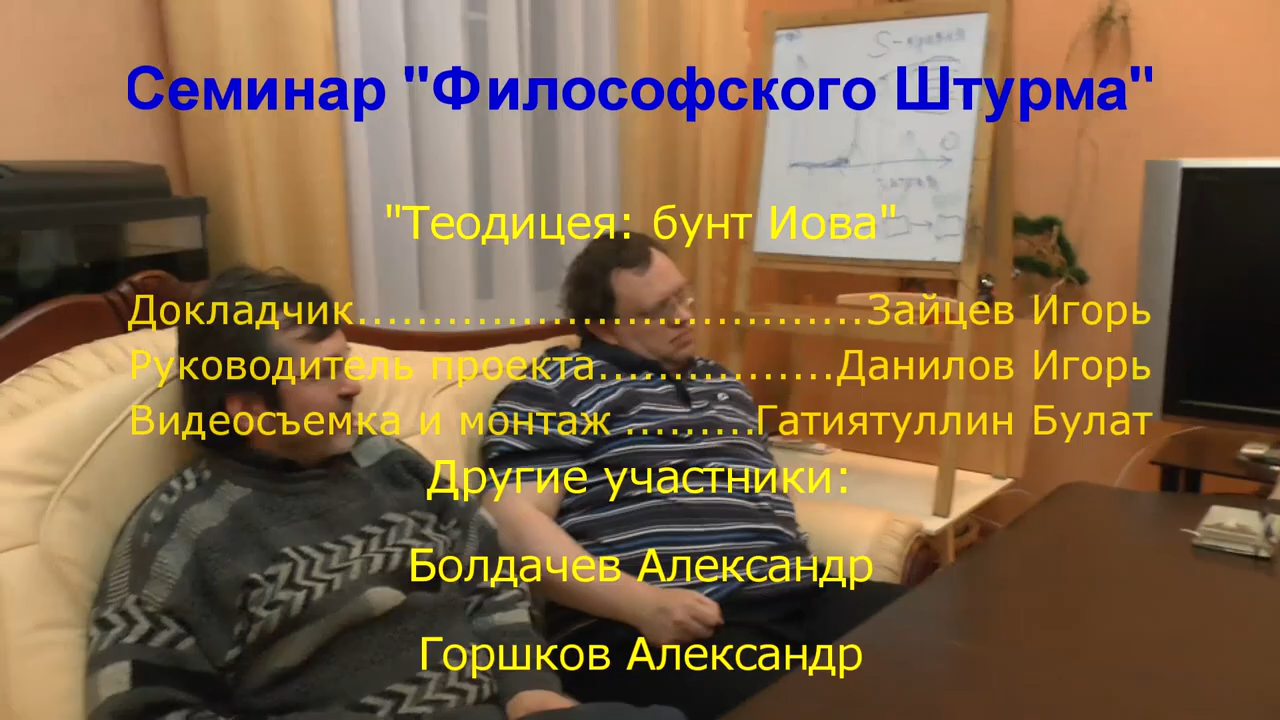 Семинар "Философского Штурма"
"Теодицея: бунт Иова"
Докладчик..................................Зайцев Игорь
Руководитель проекта................Данилов Игорь
Видеосъемка и монтаж .........Гатиятуллин Булат
Другие участники:
Болдачев Александр
Горшков Александр